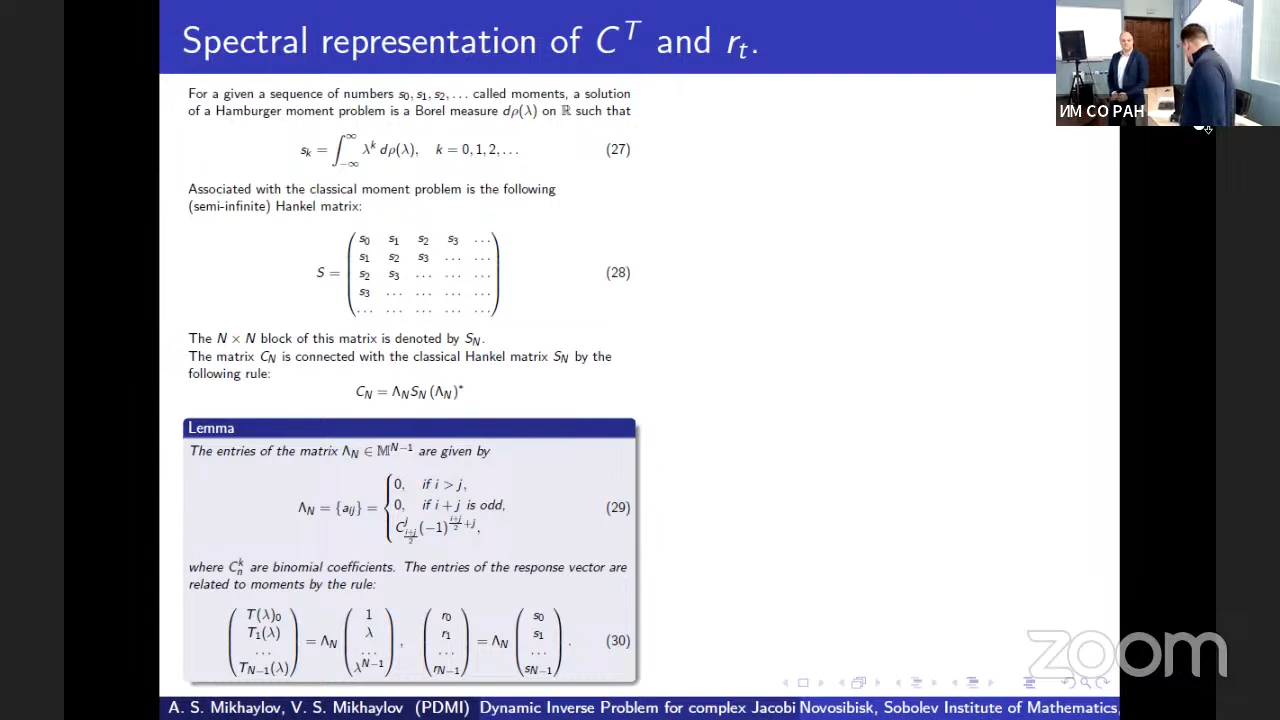 Spectral representation of C^T and r_t.
For a given a sequence of numbers s_0, s_1, s_2, ... called moments, a solution
of a Hamburger moment problem is a Borel measure dρ(λ) on ℝ such that
s_k = ∫_{−∞}^{∞} λ^k dρ(λ), k = 0, 1, 2, ... (27)
Associated with the classical moment problem is the following
(semi-infinite) Hankel matrix:
s_0 s_1 s_2 s_3 ...
s_1 s_2 s_3 ... ...
S = s_2 s_3 ... ... ... (28)
s_3 ... ... ... ...
... ... ... ... ...
The N × N block of this matrix is denoted by S_N.
The matrix C_N is connected with the classical Hankel matrix S_N by the
following rule:
C_N = Λ_N S_N (Λ_N)^*
Lemma
The entries of the matrix Λ_N ∈ 𝕄^{N−1} are given by
0, if i > j,
Λ_N = {a_{ij}} = { 0, if i + j is odd, (29)
C_{\frac{i+j}{2}}^{j} (−1)^{\frac{i+j}{2}+j},
where C_n^k are binomial coefficients. The entries of the response vector are
related to moments by the rule:
T(λ)_0 1 r_0 s_0
T_1(λ) = Λ_N λ , r_1 = Λ_N s_1 . (30)
... ... ... ...
T_{N−1}(λ) λ^{N−1} r_{N−1} s_{N−1}
A. S. Mikhaylov, V. S. Mikhaylov (PDMI) Dynamic Inverse Problem for complex Jacobi Novosibisk, Sobolev Institute of Mathematics,
ИМ СО РАН
zoom